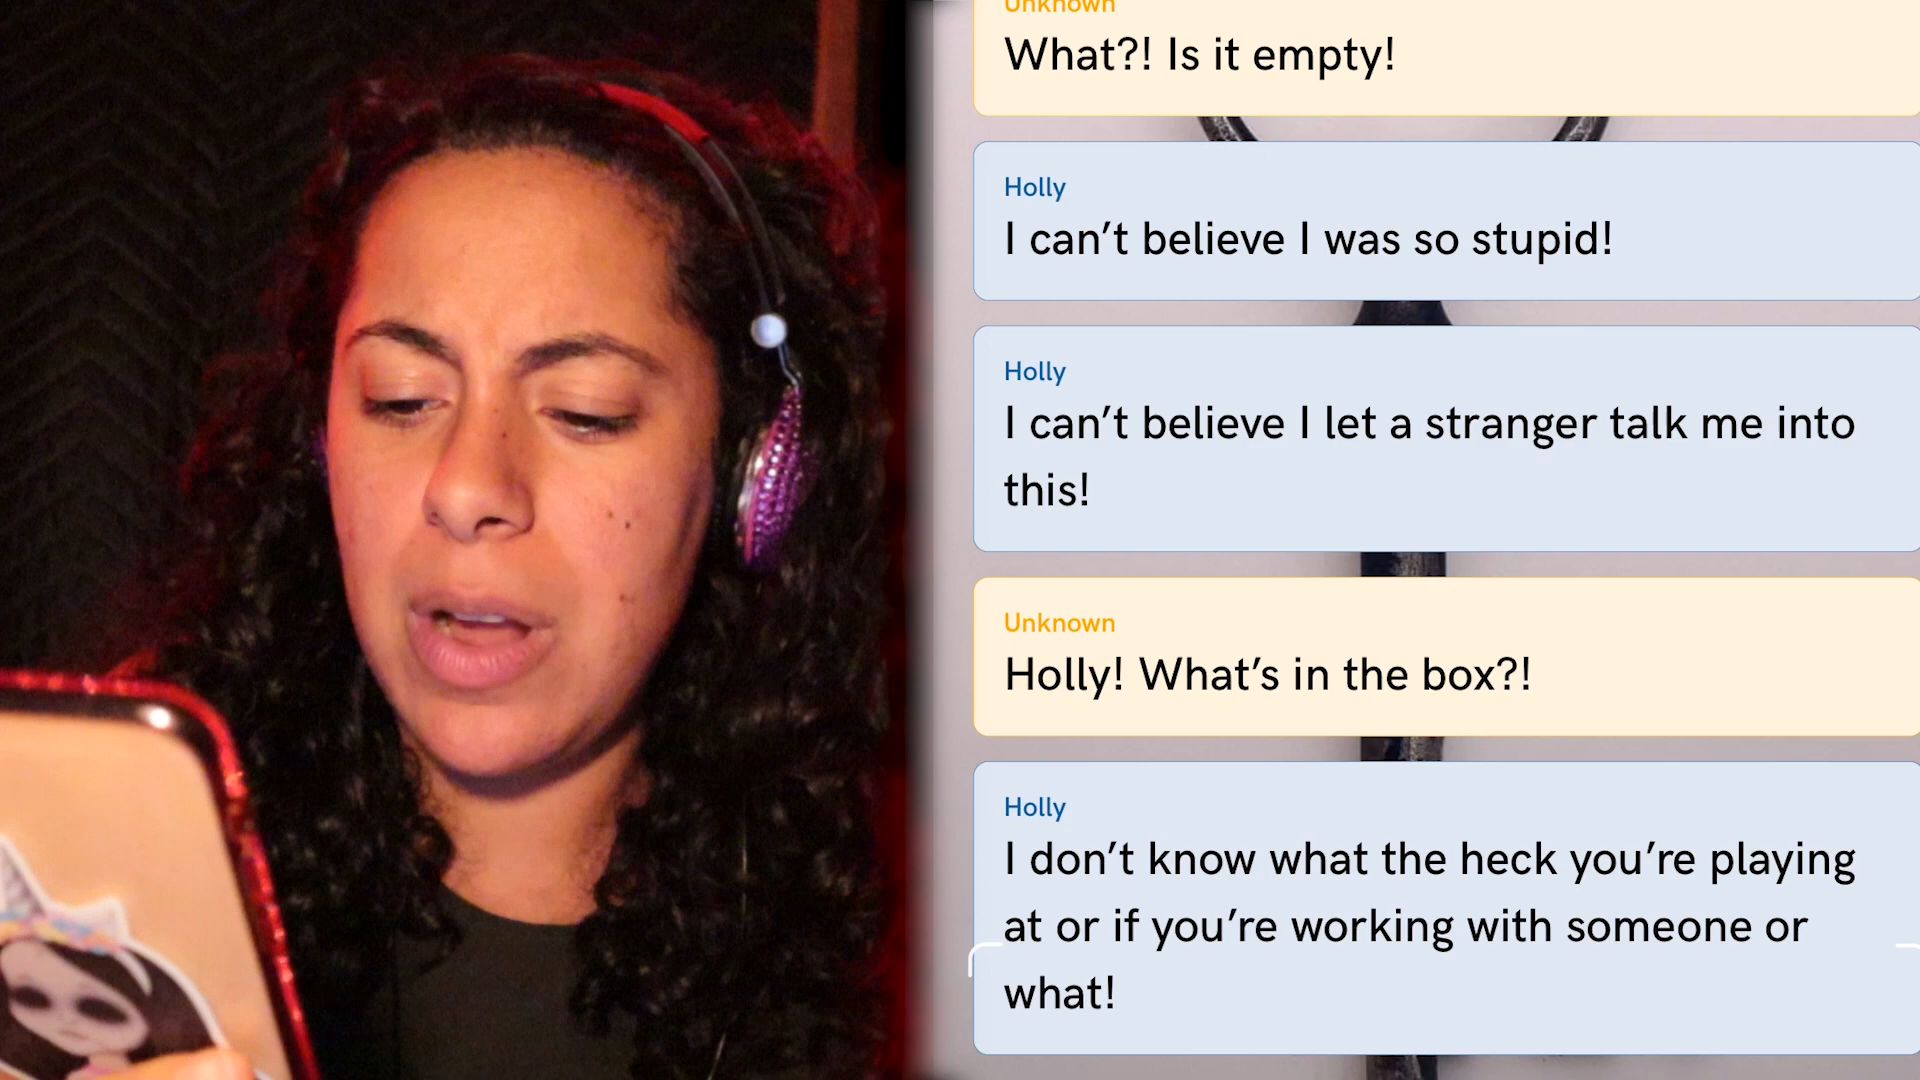 Unknown
What?! Is it empty!
Holly
I can’t believe I was so stupid!
Holly
I can’t believe I let a stranger talk me into
this!
Unknown
Holly! What’s in the box?!
Holly
I don’t know what the heck you’re playing
at or if you’re working with someone or
what!